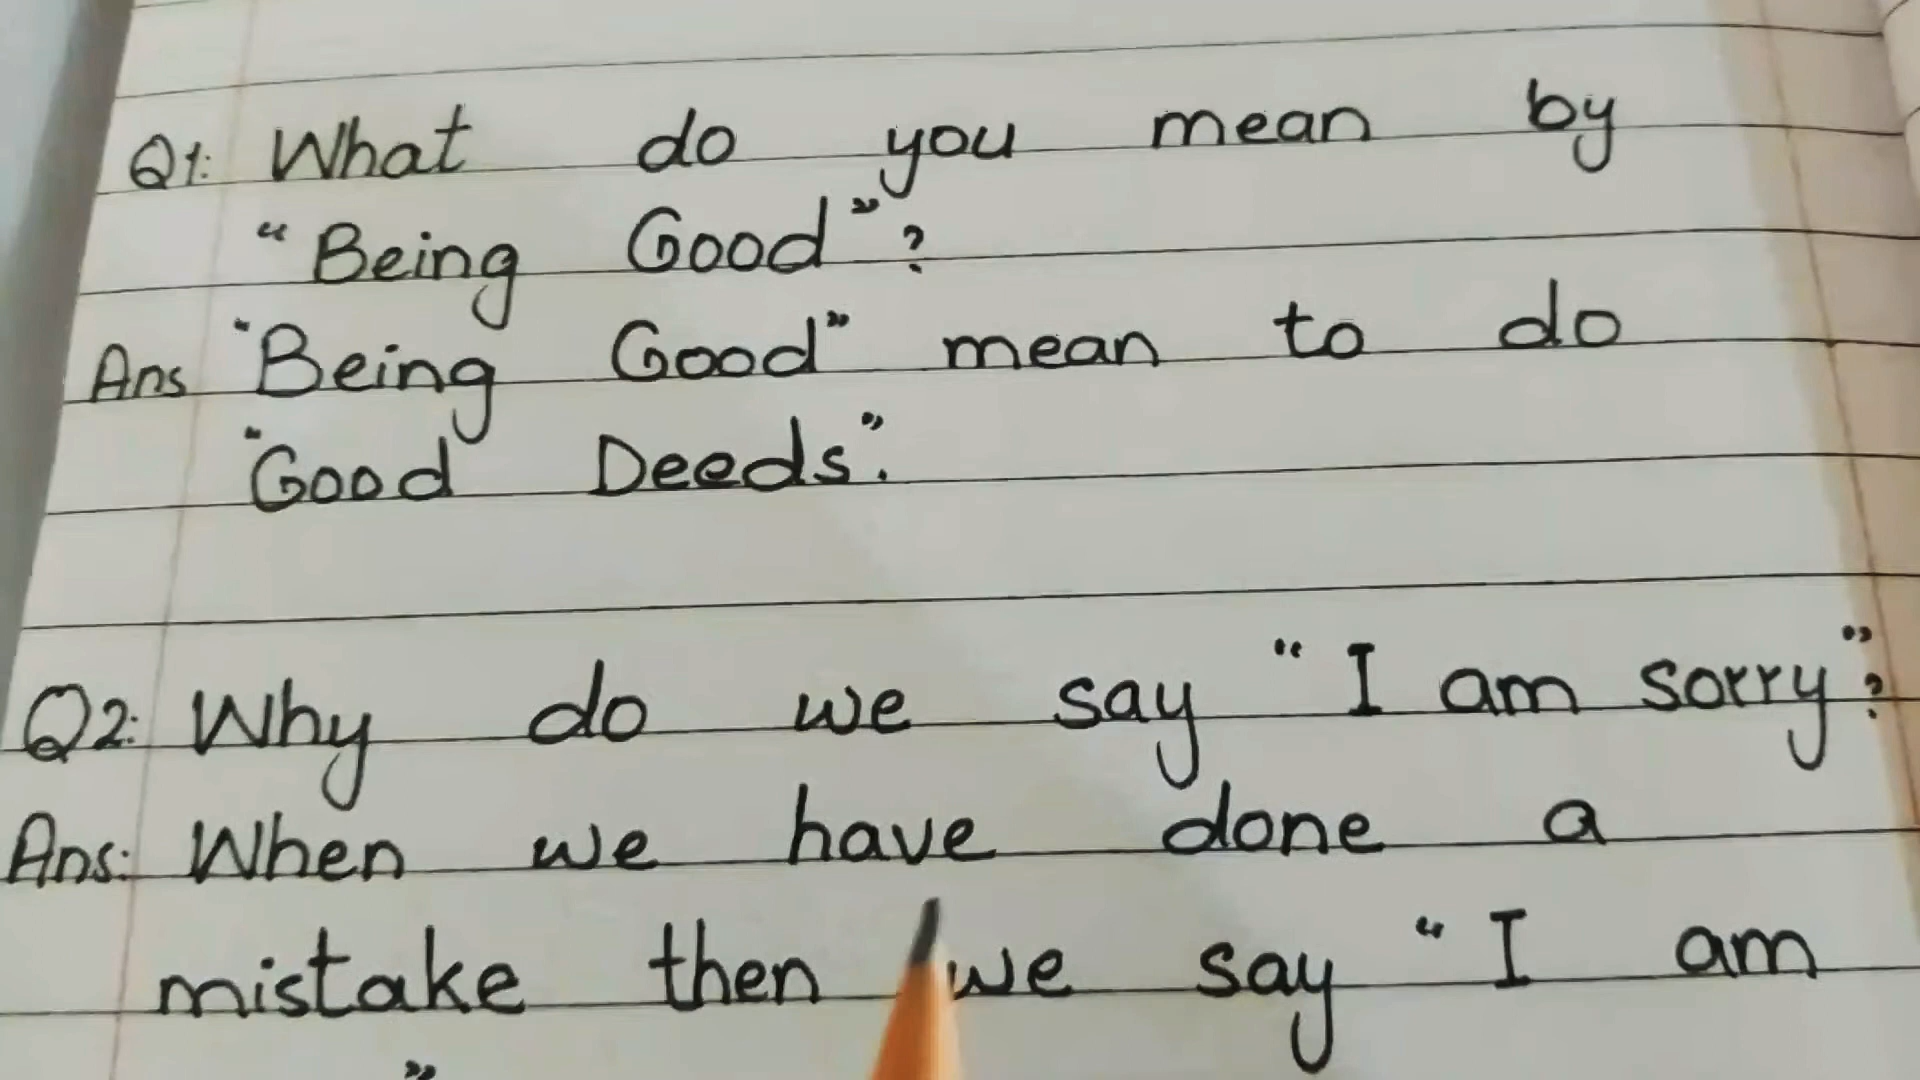 Q1: What do you mean by
“Being Good”?
Ans “Being Good” mean to do
“Good Deeds”.
Q2: Why do we say “I am sorry”?
Ans: When we have done a
mistake then we say “I am
”